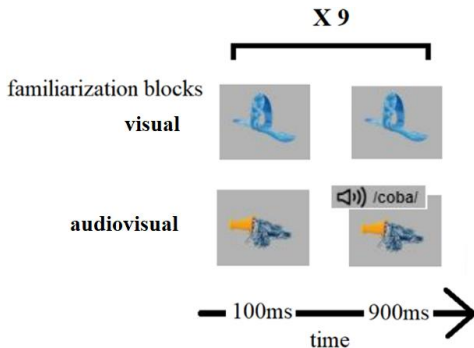 X 9
familiarization blocks
visual
/coba/
audiovisual
100ms 900ms
time